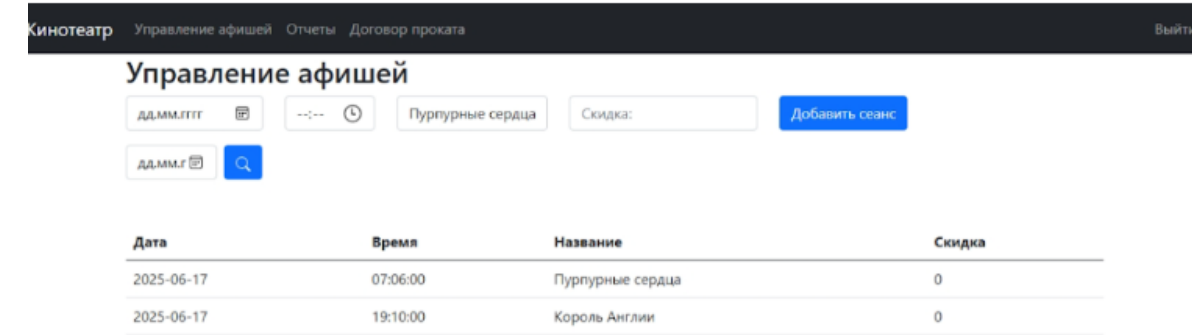 Кинотеатр Управление афишей Отчеты Договор проката Выйти
Управление афишей
дд.мм.гггг --:-- Пурпурные сердца Скидка: Добавить сеанс
дд.мм.г
Дата Время Название Скидка
2025-06-17 07:06:00 Пурпурные сердца 0
2025-06-17 19:10:00 Король Англии 0